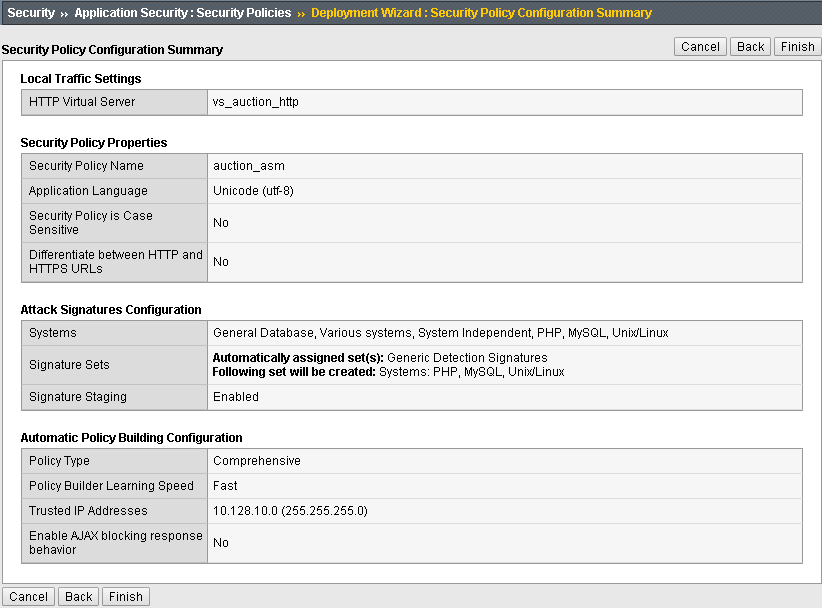 Security ›› Application Security : Security Policies ›› Deployment Wizard : Security Policy Configuration Summary
Security Policy Configuration Summary
Cancel Back Finish
Local Traffic Settings
HTTP Virtual Server vs_auction_http
Security Policy Properties
Security Policy Name auction_asm
Application Language Unicode (utf-8)
Security Policy is Case
Sensitive
No
Differentiate between HTTP and
HTTPS URLs
No
Attack Signatures Configuration
Systems General Database, Various systems, System Independent, PHP, MySQL, Unix/Linux
Signature Sets
Automatically assigned set(s): Generic Detection Signatures
Following set will be created: Systems: PHP, MySQL, Unix/Linux
Signature Staging Enabled
Automatic Policy Building Configuration
Policy Type Comprehensive
Policy Builder Learning Speed Fast
Trusted IP Addresses 10.128.10.0 (255.255.255.0)
Enable AJAX blocking response
behavior
No
Cancel Back Finish